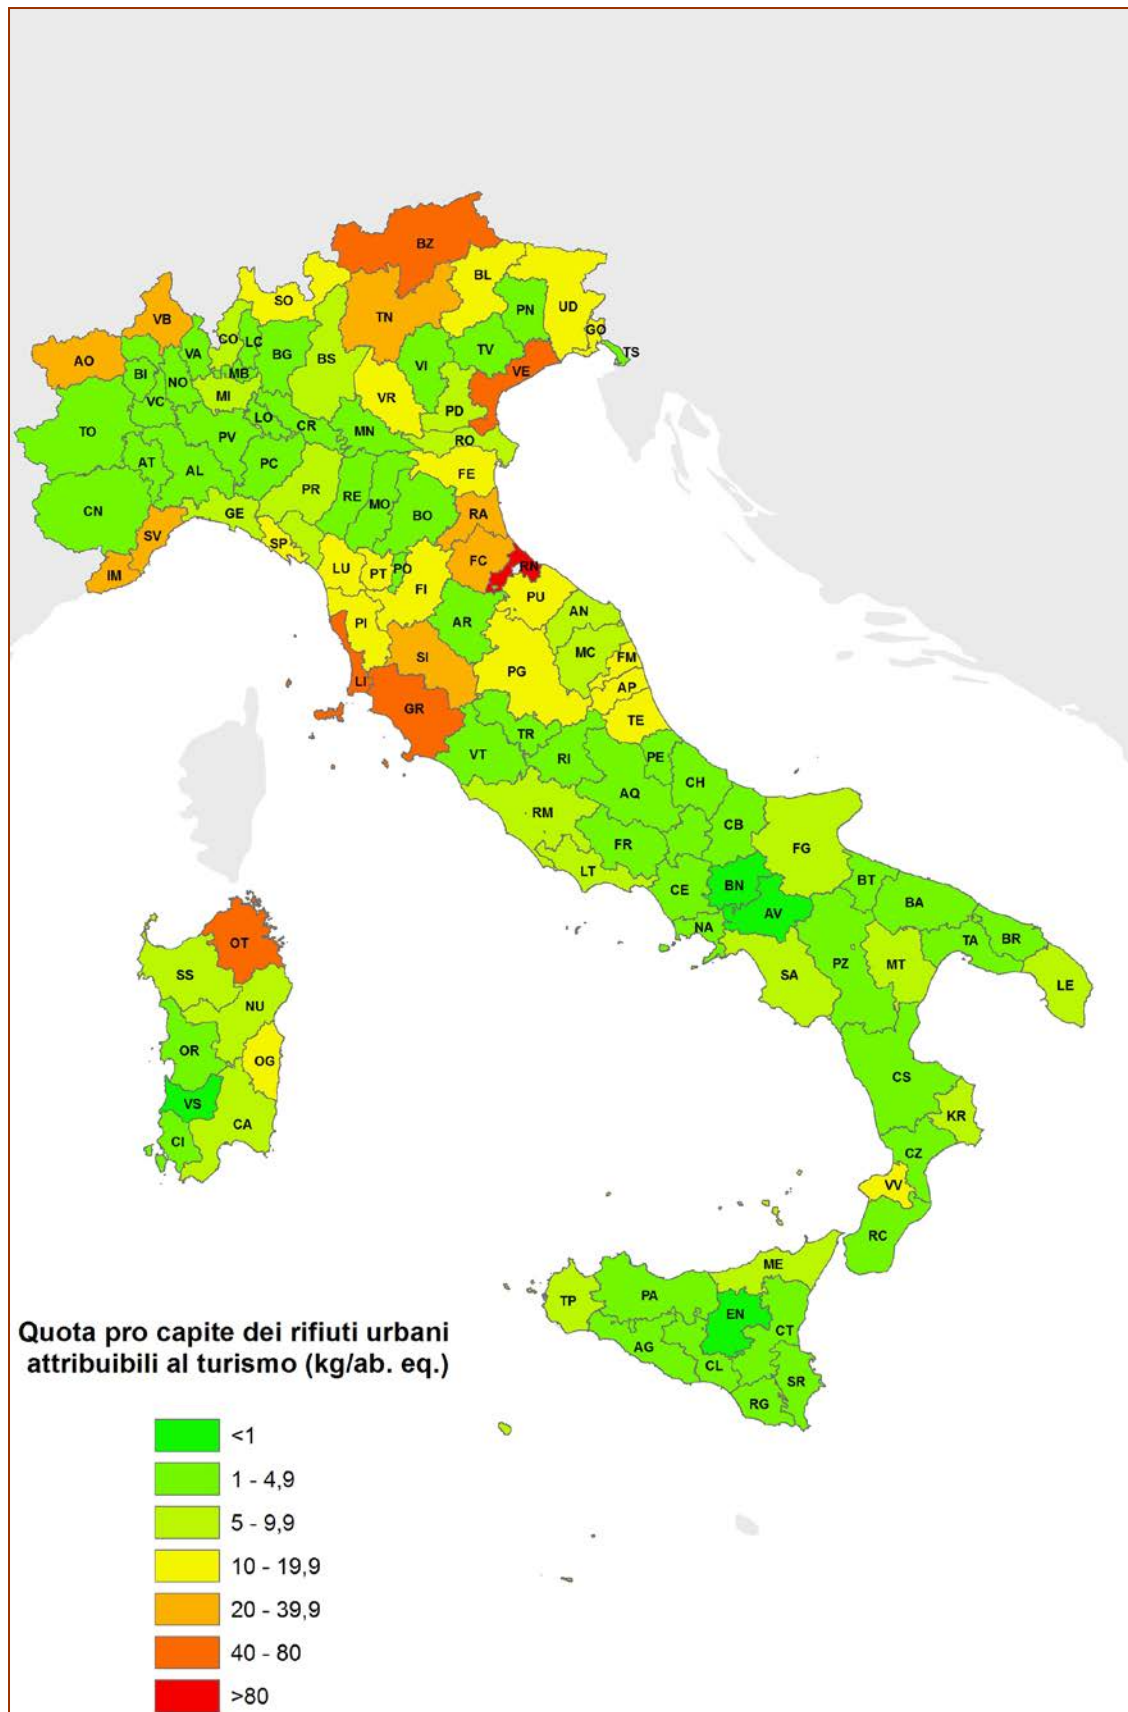 BZ
BL
SO
UD
VB
TN
PN
GO
CO
LC
VA
TS
AO
BG
BS
VI
TV
VE
BI
MB
NO
MI
VR
PD
VC
LO
CR
MN
RO
TO
PV
AT
AL
PC
FE
PR
RE
MO
BO
RA
CN
GE
SV
SP
FC
RN
IM
LU
PT
PO
FI
PU
AN
AR
PI
MC
SI
FM
PG
LI
AP
GR
TE
TR
VT
RI
PE
CH
AQ
RM
CB
FR
FG
LT
BN
BT
CE
AV
BA
NA
TA
BR
OT
PZ
MT
SS
SA
LE
NU
OR
OG
CS
VS
KR
CA
CI
CZ
VV
RC
ME
TP
PA
EN
CT
AG
CL
SR
RG
Quota pro capite dei rifiuti urbani
attribuibili al turismo (kg/ab. eq.)
<1
1 - 4,9
5 - 9,9
10 - 19,9
20 - 39,9
40 - 80
>80